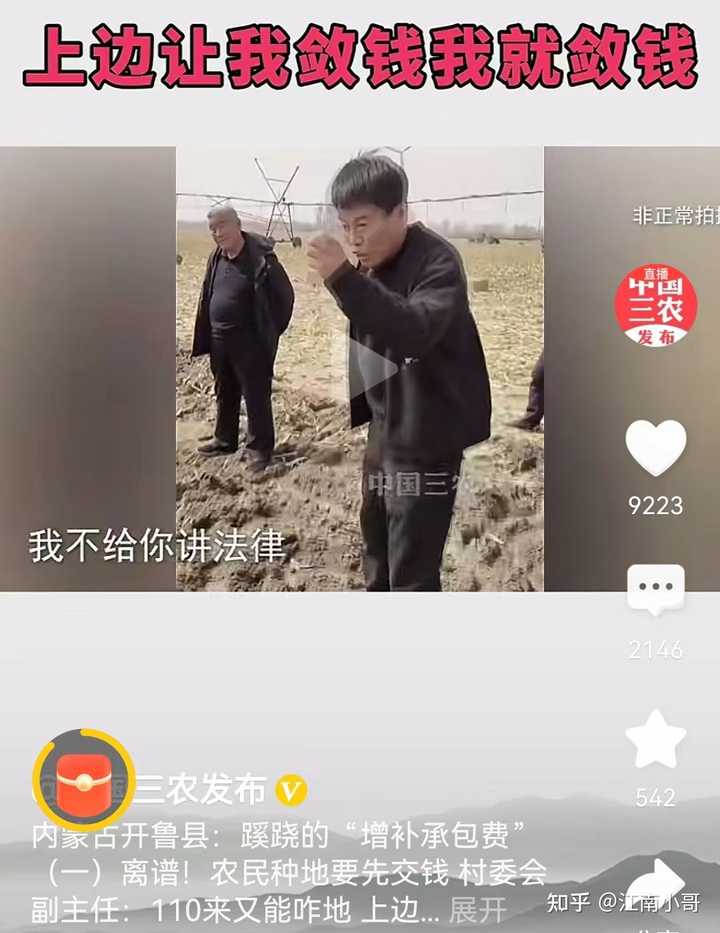 上边让我敛钱我就敛钱
非正常拍
直播
中国
三农
发布
9223
中国三农
我不给你讲法律
2146
542
三农发布
内蒙古开鲁县：蹊跷的“增补承包费”
（一）离谱！农民种地要先交钱 村委会
副主任：110来又能咋地 上边... 展开
知乎 @江南小哥